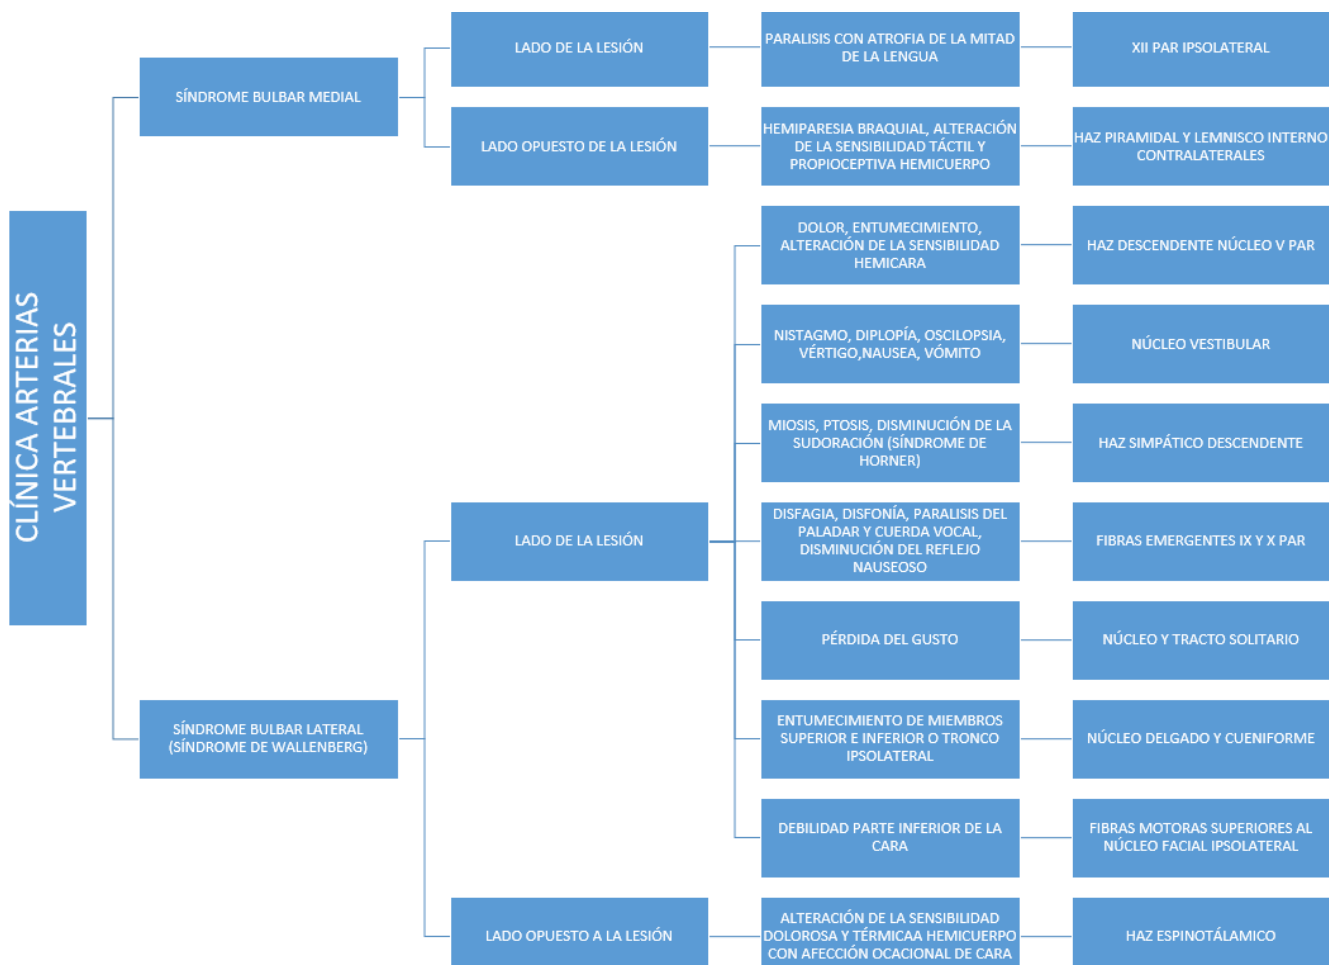 CLÍNICA ARTERIAS
VERTEBRALES
SÍNDROME BULBAR MEDIAL
LADO DE LA LESIÓN
PARALISIS CON ATROFIA DE LA MITAD
DE LA LENGUA
XII PAR IPSOLATERAL
LADO OPUESTO DE LA LESIÓN
HEMIPARESIA BRAQUIAL, ALTERACIÓN
DE LA SENSIBILIDAD TÁCTIL Y
PROPIOCEPTIVA HEMICUERPO
HAZ PIRAMIDAL Y LEMNISCO INTERNO
CONTRALATERALES
SÍNDROME BULBAR LATERAL
(SÍNDROME DE WALLENBERG)
LADO DE LA LESIÓN
DOLOR, ENTUMECIMIENTO,
ALTERACIÓN DE LA SENSIBILIDAD
HEMICARA
HAZ DESCENDENTE NÚCLEO V PAR
NISTAGMO, DIPLOPÍA, OSCILOPSIA,
VÉRTIGO,NAUSEA, VÓMITO
NÚCLEO VESTIBULAR
MIOSIS, PTOSIS, DISMINUCIÓN DE LA
SUDORACIÓN (SÍNDROME DE
HORNER)
HAZ SIMPÁTICO DESCENDENTE
DISFAGIA, DISFONÍA, PARALISIS DEL
PALADAR Y CUERDA VOCAL,
DISMINUCIÓN DEL REFLEJO
NAUSEOSO
FIBRAS EMERGENTES IX Y X PAR
PÉRDIDA DEL GUSTO
NÚCLEO Y TRACTO SOLITARIO
ENTUMECIMIENTO DE MIEMBROS
SUPERIOR E INFERIOR O TRONCO
IPSOLATERAL
NÚCLEO DELGADO Y CUENIFORME
DEBILIDAD PARTE INFERIOR DE LA
CARA
FIBRAS MOTORAS SUPERIORES AL
NÚCLEO FACIAL IPSOLATERAL
LADO OPUESTO A LA LESIÓN
ALTERACIÓN DE LA SENSIBILIDAD
DOLOROSA Y TÉRMICAA HEMICUERPO
CON AFECCIÓN OCACIONAL DE CARA
HAZ ESPINOTÁLAMICO